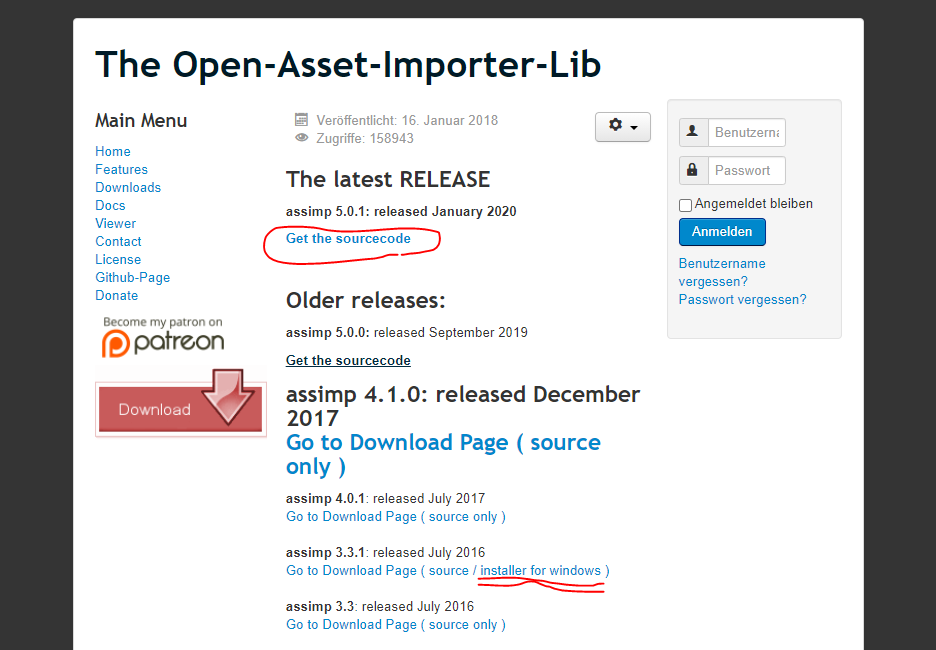 The Open-Asset-Importer-Lib
Main Menu
Home
Features
Downloads
Docs
Viewer
Contact
License
Github-Page
Donate
Become my patron on
patreon
Download
Veröffentlicht: 16. Januar 2018
Zugriffe: 158943
The latest RELEASE
assimp 5.0.1: released January 2020
Get the sourcecode
Older releases:
assimp 5.0.0: released September 2019
Get the sourcecode
assimp 4.1.0: released December
2017
Go to Download Page ( source
only )
assimp 4.0.1: released July 2017
Go to Download Page ( source only )
assimp 3.3.1: released July 2016
Go to Download Page ( source / installer for windows )
assimp 3.3: released July 2016
Go to Download Page ( source only )
Benutzerna
Passwort
Angemeldet bleiben
Anmelden
Benutzername
vergessen?
Passwort vergessen?